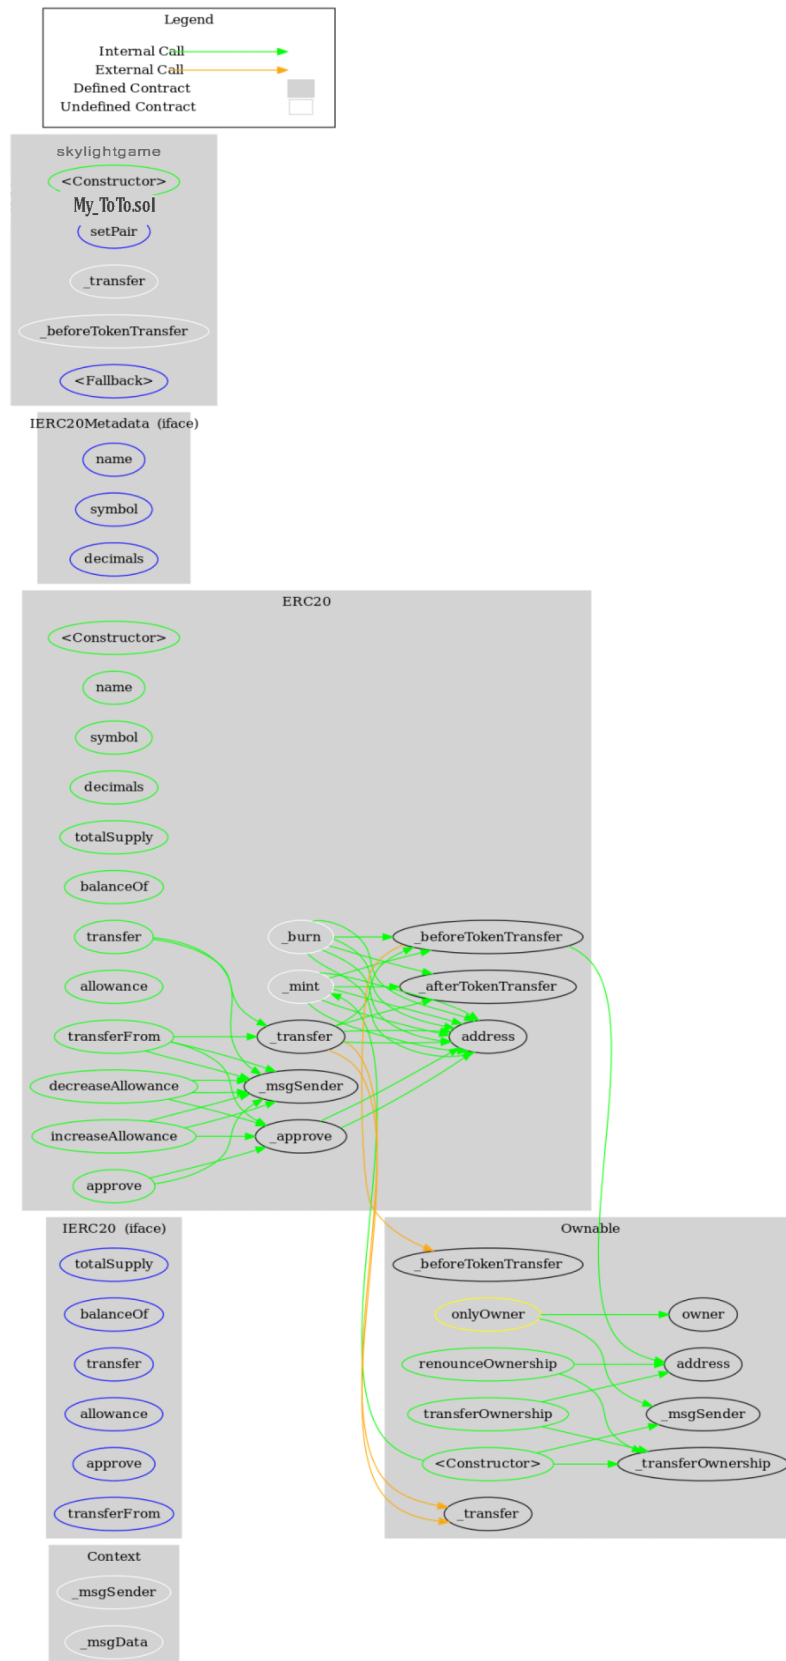 Legend
Internal Call
External Call
Defined Contract
Undefined Contract
skylightgame
<Constructor>
My_ToTo.sol
setPair
_transfer
_beforeTokenTransfer
<Fallback>
IERC20Metadata (iface)
name
symbol
decimals
ERC20
<Constructor>
name
symbol
decimals
totalSupply
balanceOf
transfer
_burn
_beforeTokenTransfer
allowance
_mint
_afterTokenTransfer
transferFrom
_transfer
address
decreaseAllowance
_msgSender
increaseAllowance
_approve
approve
IERC20 (iface)
totalSupply
balanceOf
transfer
allowance
approve
transferFrom
Ownable
_beforeTokenTransfer
onlyOwner
owner
renounceOwnership
address
transferOwnership
_msgSender
<Constructor>
_transferOwnership
_transfer
Context
_msgSender
_msgData